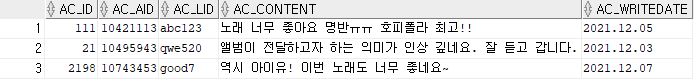 AC_ID AC_AID AC_LID AC_CONTENT AC_WRITEDATE
1 111 10421113 abc123 노래 너무 좋아요 명반ㅠㅠ 호피폴라 최고!! 2021.12.05
2 21 10495943 qwe520 앨범이 전달하고자 하는 의미가 인상 깊네요. 잘 듣고 갑니다. 2021.12.03
3 2198 10743453 good7 역시 아이유! 이번 노래도 너무 좋네요~ 2021.12.07